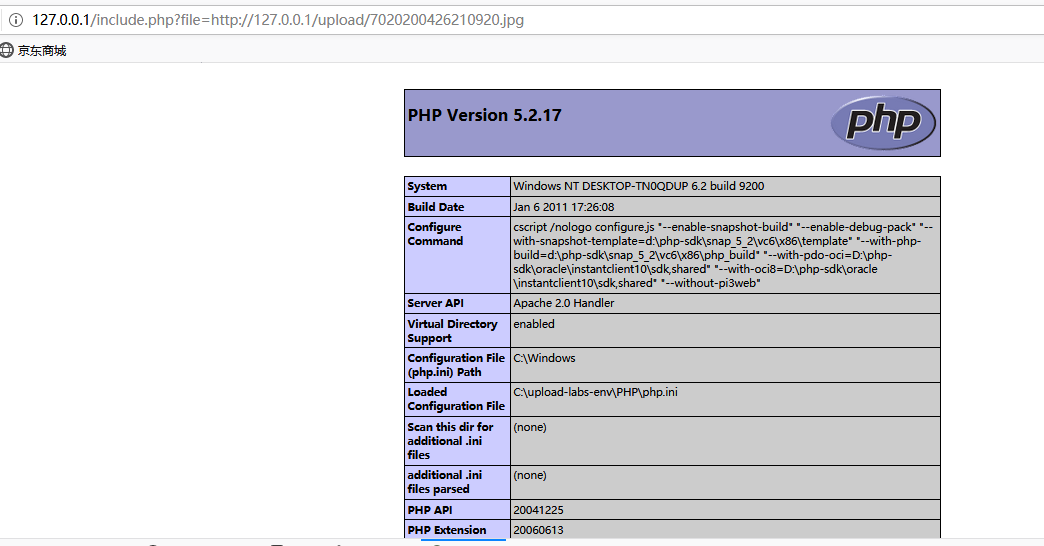 127.0.0.1/include.php?file=http://127.0.0.1/upload/7020200426210920.jpg
京东商城
PHP Version 5.2.17
php
System Windows NT DESKTOP-TN0QDUP 6.2 build 9200
Build Date Jan 6 2011 17:26:08
Configure Command cscript /nologo configure.js "--enable-snapshot-build" "--enable-debug-pack" "--
with-snapshot-template=d:\php-sdk\snap_5_2\vc6\x86\template" "--with-php-
build=d:\php-sdk\snap_5_2\vc6\x86\php_build" "--with-pdo-oci=D:\php-
sdk\oracle\instantclient10\sdk,shared" "--with-oci8=D:\php-sdk\oracle
\instantclient10\sdk,shared" "--without-pi3web"
Server API Apache 2.0 Handler
Virtual Directory Support enabled
Configuration File (php.ini) Path C:\Windows
Loaded Configuration File C:\upload-labs-env\PHP\php.ini
Scan this dir for additional .ini files (none)
additional .ini files parsed (none)
PHP API 20041225
PHP Extension 20060613